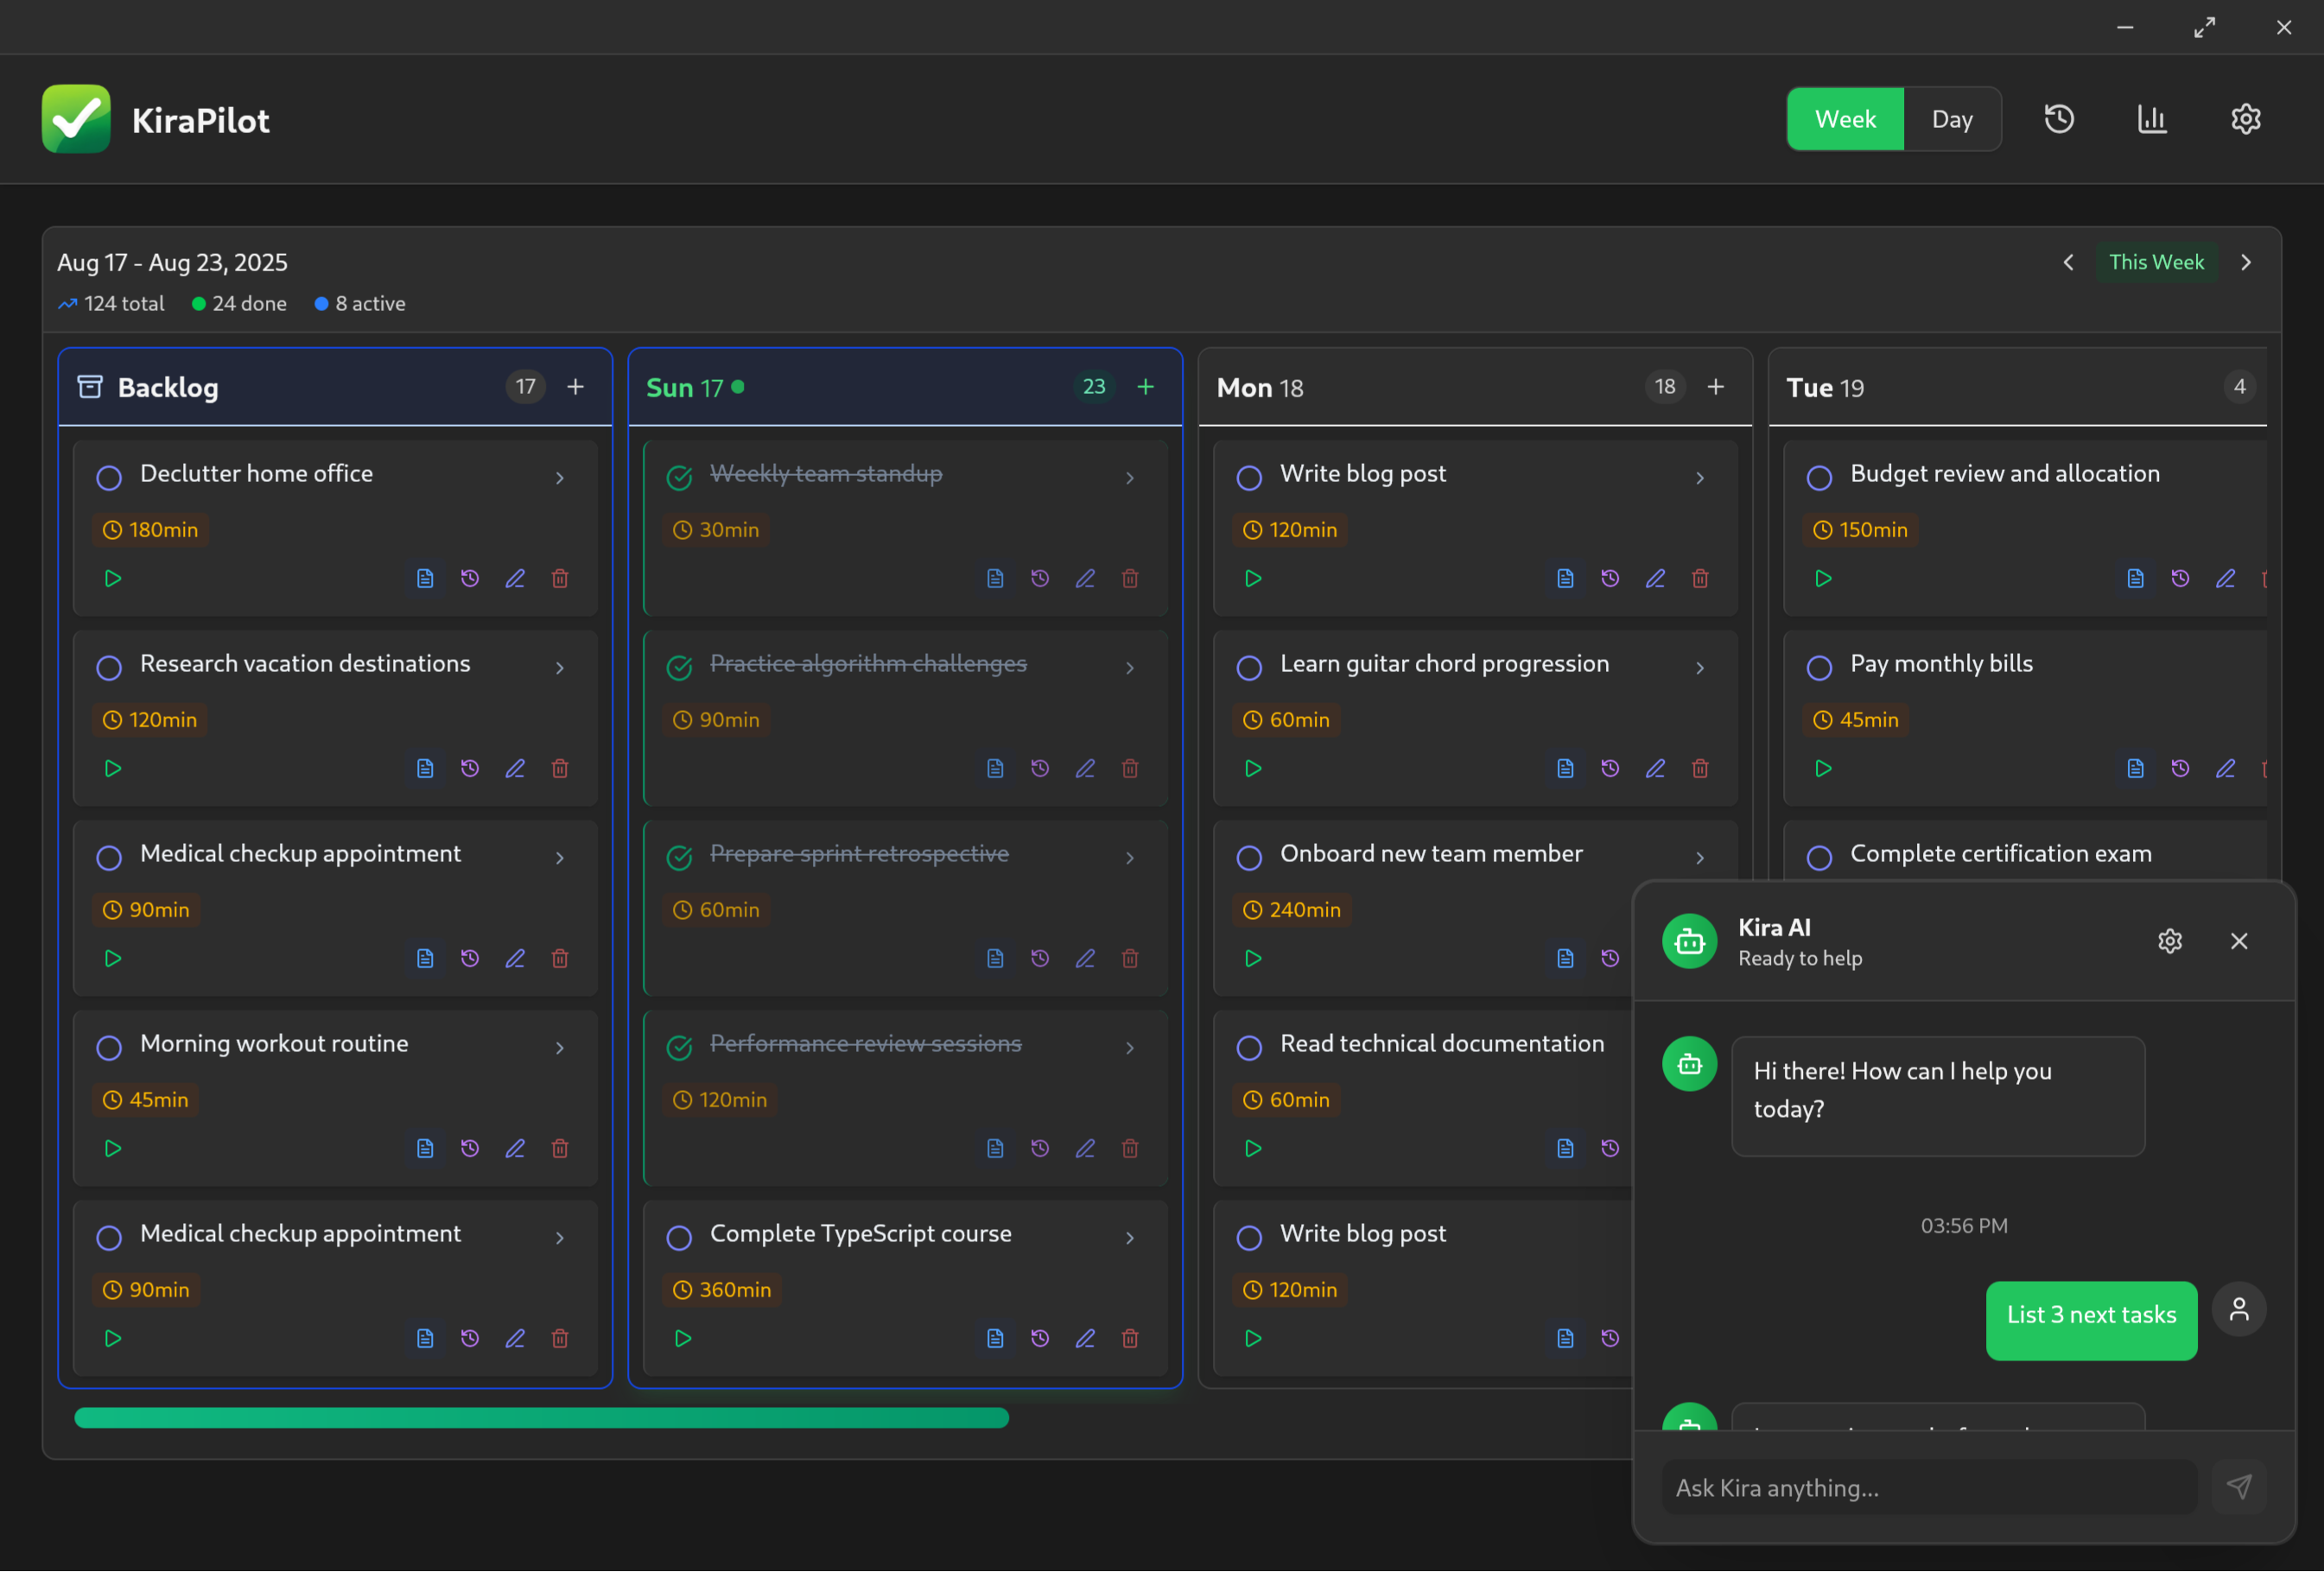 KiraPilot
Week
Day
Aug 17 - Aug 23, 2025
124 total
24 done
8 active
This Week
Backlog
17
Declutter home office
180min
Research vacation destinations
120min
Medical checkup appointment
90min
Morning workout routine
45min
Medical checkup appointment
90min
Sun 17
23
Weekly team standup
30min
Practice algorithm challenges
90min
Prepare sprint retrospective
60min
Performance review sessions
120min
Complete TypeScript course
360min
Mon 18
18
Write blog post
120min
Learn guitar chord progression
60min
Onboard new team member
240min
Read technical documentation
60min
Write blog post
120min
Tue 19
4
Budget review and allocation
150min
Pay monthly bills
45min
Complete certification exam
Kira AI
Ready to help
Hi there! How can I help you
today?
03:56 PM
List 3 next tasks
Ask Kira anything...